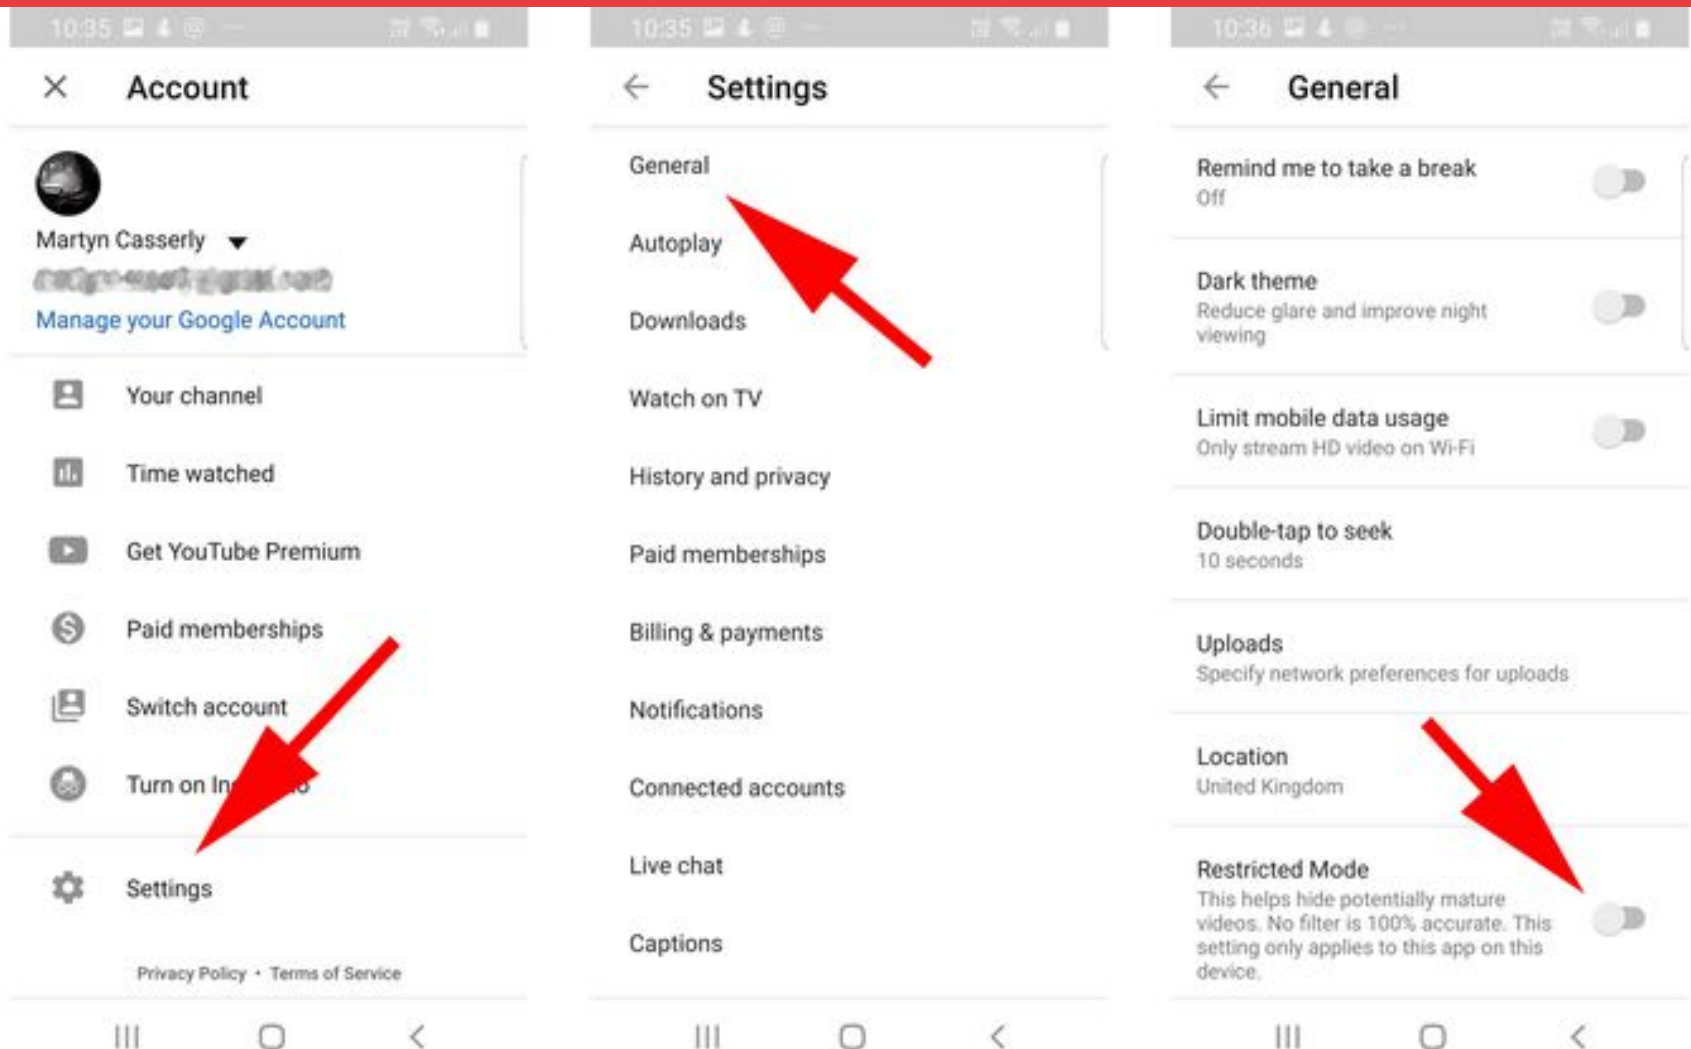 10:35
Account
Martyn Casserly
Manage your Google Account
Your channel
Time watched
Get YouTube Premium
Paid memberships
Switch account
Turn on
Settings
Privacy Policy • Terms of Service
10:35
Settings
General
Autoplay
Downloads
Watch on TV
History and privacy
Paid memberships
Billing & payments
Notifications
Connected accounts
Live chat
Captions
10:36
General
Remind me to take a break
Off
Dark theme
Reduce glare and improve night
viewing
Limit mobile data usage
Only stream HD video on Wi-Fi
Double-tap to seek
10 seconds
Uploads
Specify network preferences for uploads
Location
United Kingdom
Restricted Mode
This helps hide potentially mature
videos. No filter is 100% accurate. This
setting only applies to this app on this
device.